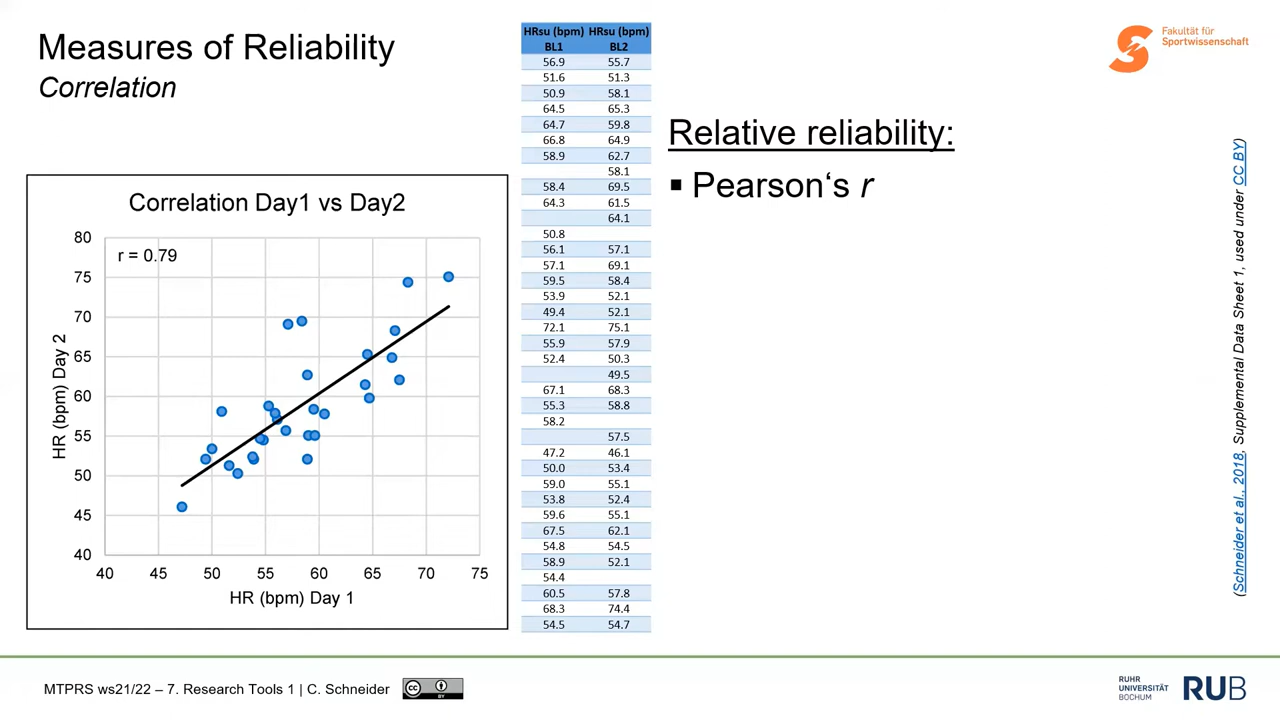 Measures of Reliability
Correlation
Correlation Day1 vs Day2
r = 0.79
80
75
70
65
60
55
50
45
40
HR (bpm) Day 2
40 45 50 55 60 65 70 75
HR (bpm) Day 1
HRsu (bpm) HRsu (bpm)
BL1 BL2
56.9 55.7
51.6 51.3
50.9 58.1
64.5 65.3
64.7 59.8
66.8 64.9
58.9 62.7
58.1
58.4 69.5
64.3 61.5
64.1
50.8
56.1 57.1
57.1 69.1
59.5 58.4
53.9 52.1
49.4 52.1
72.1 75.1
55.9 57.9
52.4 50.3
49.5
67.1 68.3
55.3 58.8
58.2
57.5
47.2 46.1
50.0 53.4
59.0 55.1
53.8 52.4
59.6 55.1
67.5 62.1
54.8 54.5
58.9 52.1
54.4
60.5 57.8
68.3 74.4
54.5 54.7
Relative reliability:
▪ Pearson‘s r
Fakultät für
Sportwissenschaft
(Schneider et al., 2018, Supplemental Data Sheet 1, used under CC BY)
MTPRS ws21/22 – 7. Research Tools 1 | C. Schneider
cc BY
RUHR
UNIVERSITÄT
BOCHUM
RUB